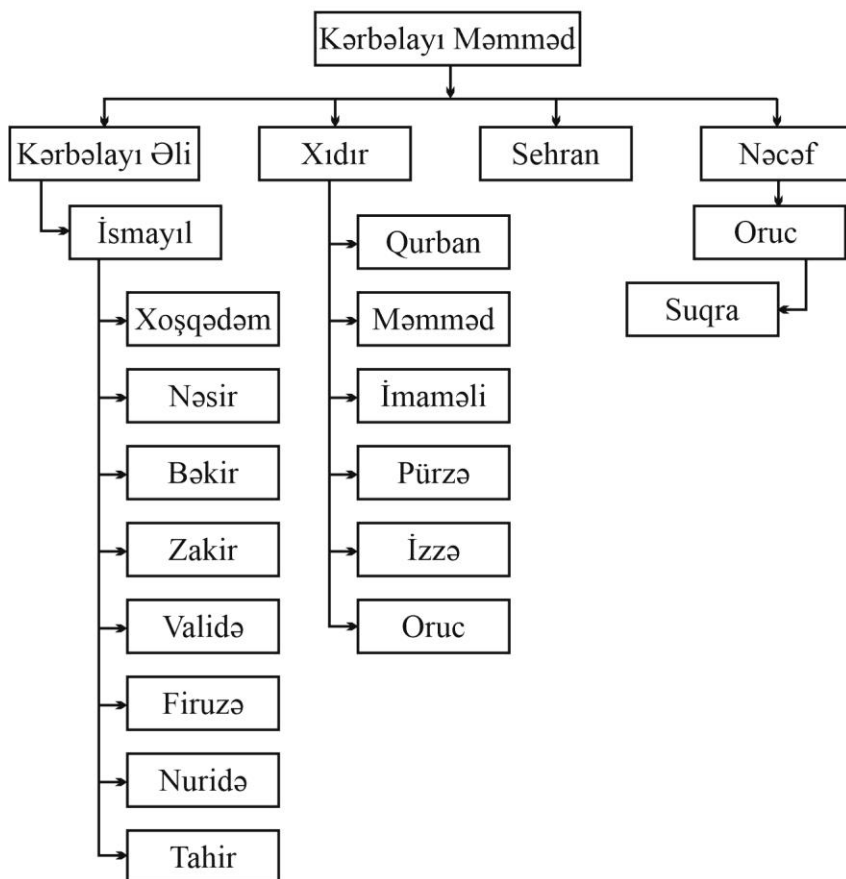 Kərbəlayı Məmməd
Kərbəlayı Əli
Xıdır
Sehran
Nəcəf
İsmayıl
Qurban
Oruc
Xoşqədəm
Məmməd
Suqra
Nəsir
İmaməli
Bəkir
Pürzə
Zakir
İzzə
Validə
Oruc
Firuzə
Nuridə
Tahir